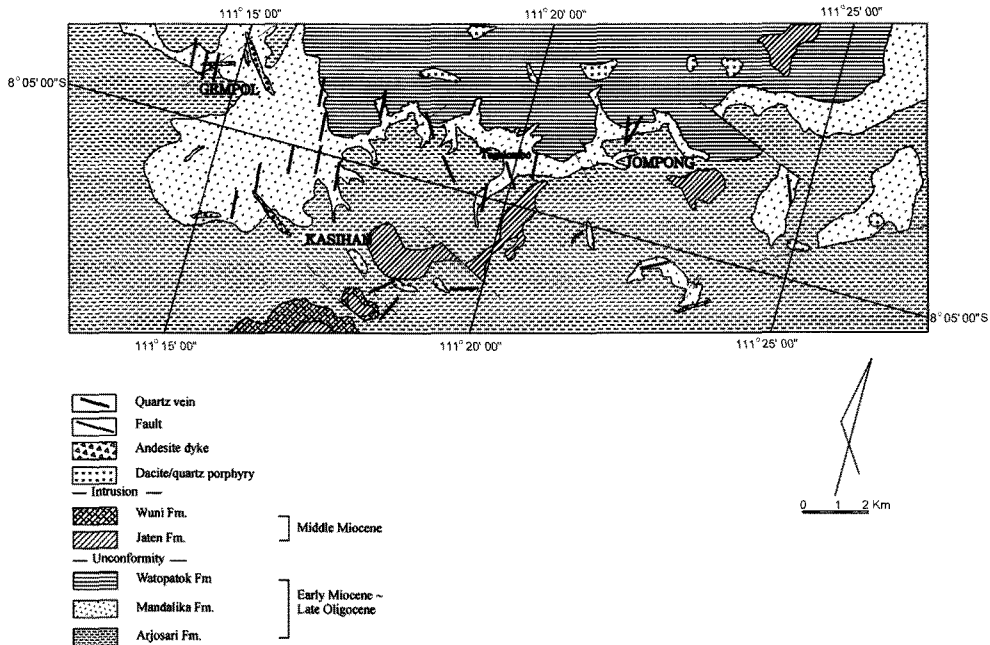 111° 15' 00"
111° 20' 00"
111° 25' 00"
8° 05' 00"S
GEMPOL
JOMPONG
KASIHAN
8° 05' 00"S
111° 15' 00"
111° 20' 00"
111° 25' 00"
Quartz vein
Fault
Andesite dyke
Dacite/quartz porphyry
— Intrusion —
Wuni Fm.
Jaten Fm.
Middle Miocene
— Unconformity —
Watopatok Fm
Mandalika Fm.
Arjosari Fm.
Early Miocene ~
Late Oligocene
0 1 2 Km